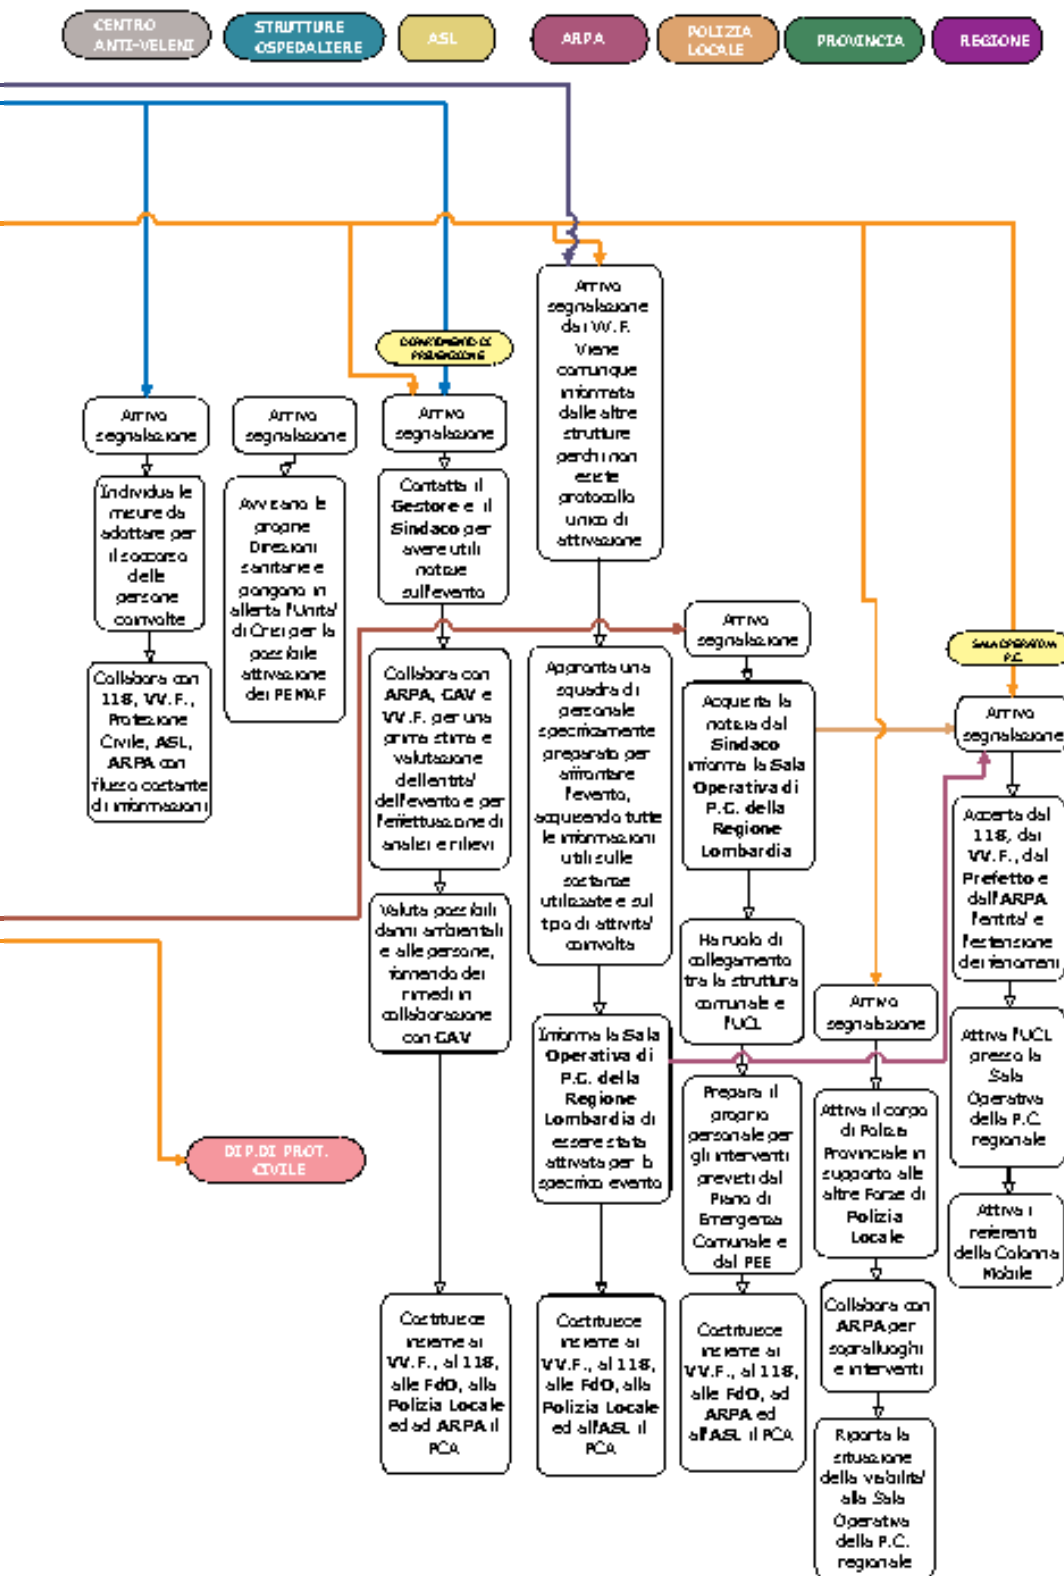 CENTRO
ANTI-VELENI
STRUTTURE
OSPEDALIERE
ASL
ARPA
POLIZIA
LOCALE
PROVINCIA
REGIONE
Arrivo
segnalazione
Individua le
misure da
adottare per
il soccorso
delle
persone
coinvolte
Collabora con
118, VV.F.,
Protezione
Civile, ASL,
ARPA con
flusso costante
di informazioni
Arrivo
segnalazione
Avvisano le
proprie
Direzioni
sanitarie e
pongono in
allerta l'Unita'
di Crisi per la
possibile
attivazione
dei PEMAF
DIPARTIMENTO DI
PREVENZIONE
Arrivo
segnalazione
Contatta il
Gestore e il
Sindaco per
avere utili
notizie
sull'evento
Collabora con
ARPA, CAV e
VV.F. per una
prima stima e
valutazione
dell'entita'
dell'evento e per
l'effettuazione di
analisi e rilievi
Valuta possibili
danni ambientali
e alle persone,
fornendo dei
rimedi in
collaborazione
con CAV
Costituisce
insieme ai
VV.F., al 118,
alle FdO, alla
Polizia Locale
ed ad ARPA il
PCA
Arrivo
segnalazione
dai VV.F.
Viene
comunque
informata
dalle altre
strutture
perchi non
esiste
protocollo
unico di
attivazione
Appronta una
squadra di
personale
specificamente
preparato per
affrontare
l'evento,
acquisendo tutte
le informazioni
utili sulle
sostanze
utilizzate e sul
tipo di attivita'
coinvolta
Informa la Sala
Operativa di
P.C. della
Regione
Lombardia di
essere stata
attivata per lo
specifico evento
Costituisce
insieme ai
VV.F., al 118,
alle FdO, alla
Polizia Locale
ed all'ASL il
PCA
Arrivo
segnalazione
Acquisita la
notizia dal
Sindaco
informa la Sala
Operativa di
P.C. della
Regione
Lombardia
Ha ruolo di
collegamento
tra la struttura
comunale e
l'UCL
Prepara il
proprio
personale per
gli interventi
previsti dal
Piano di
Emergenza
Comunale e
dal PEE
Costituisce
insieme ai
VV.F., al 118,
alle FdO, ad
ARPA ed
all'ASL il PCA
Arrivo
segnalazione
Attiva il corpo
di Polizia
Provinciale in
supporto alle
altre Forze di
Polizia
Locale
Collabora con
ARPA per
sopralluoghi
e interventi
Riporta la
situazione
della viabilita'
alla Sala
Operativa
della P.C.
regionale
SALA OPERATIVA
P.C.
Arrivo
segnalazione
Accerta dal
118, dai
VV.F., dal
Prefetto e
dall'ARPA
l'entita' e
l'estensione
dei fenomeni
Attiva l'UCL
presso la
Sala
Operativa
della P.C.
regionale
Attiva i
referenti
della Colonna
Mobile
DIP.DI PROT.
CIVILE